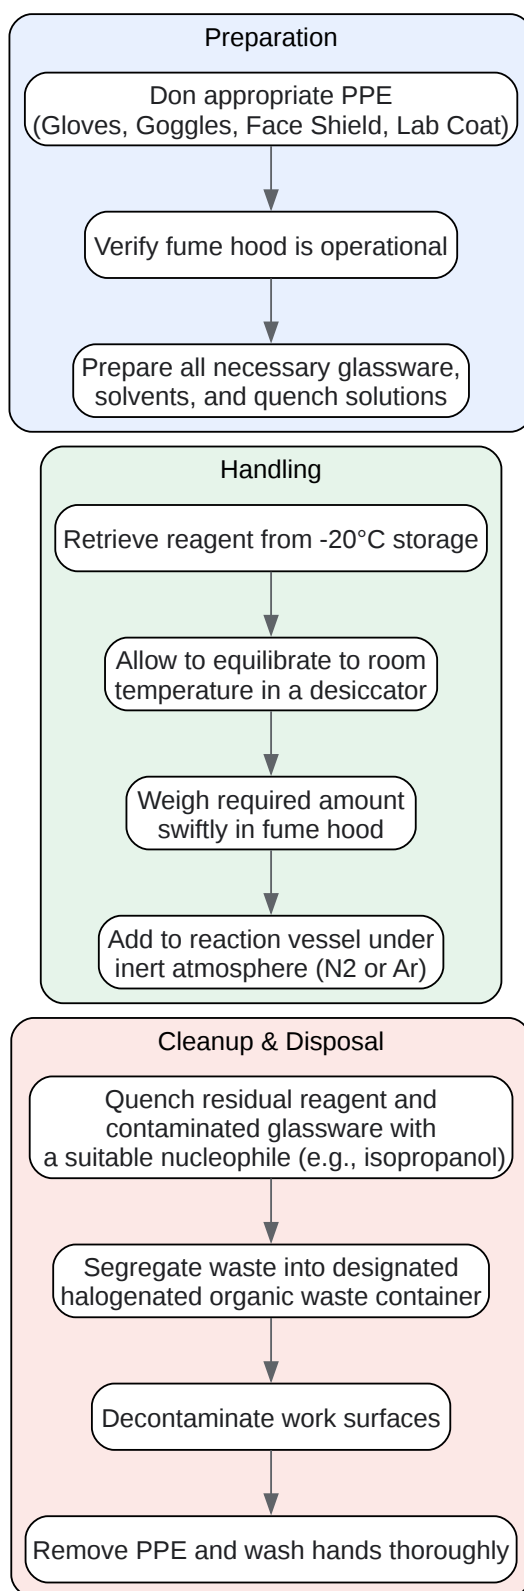 Preparation
Don appropriate PPE
(Gloves, Goggles, Face Shield, Lab Coat)
Verify fume hood is operational
Prepare all necessary glassware,
solvents, and quench solutions
Handling
Retrieve reagent from -20°C storage
Allow to equilibrate to room
temperature in a desiccator
Weigh required amount
swiftly in fume hood
Add to reaction vessel under
inert atmosphere (N2 or Ar)
Cleanup & Disposal
Quench residual reagent and
contaminated glassware with
a suitable nucleophile (e.g., isopropanol)
Segregate waste into designated
halogenated organic waste container
Decontaminate work surfaces
Remove PPE and wash hands thoroughly